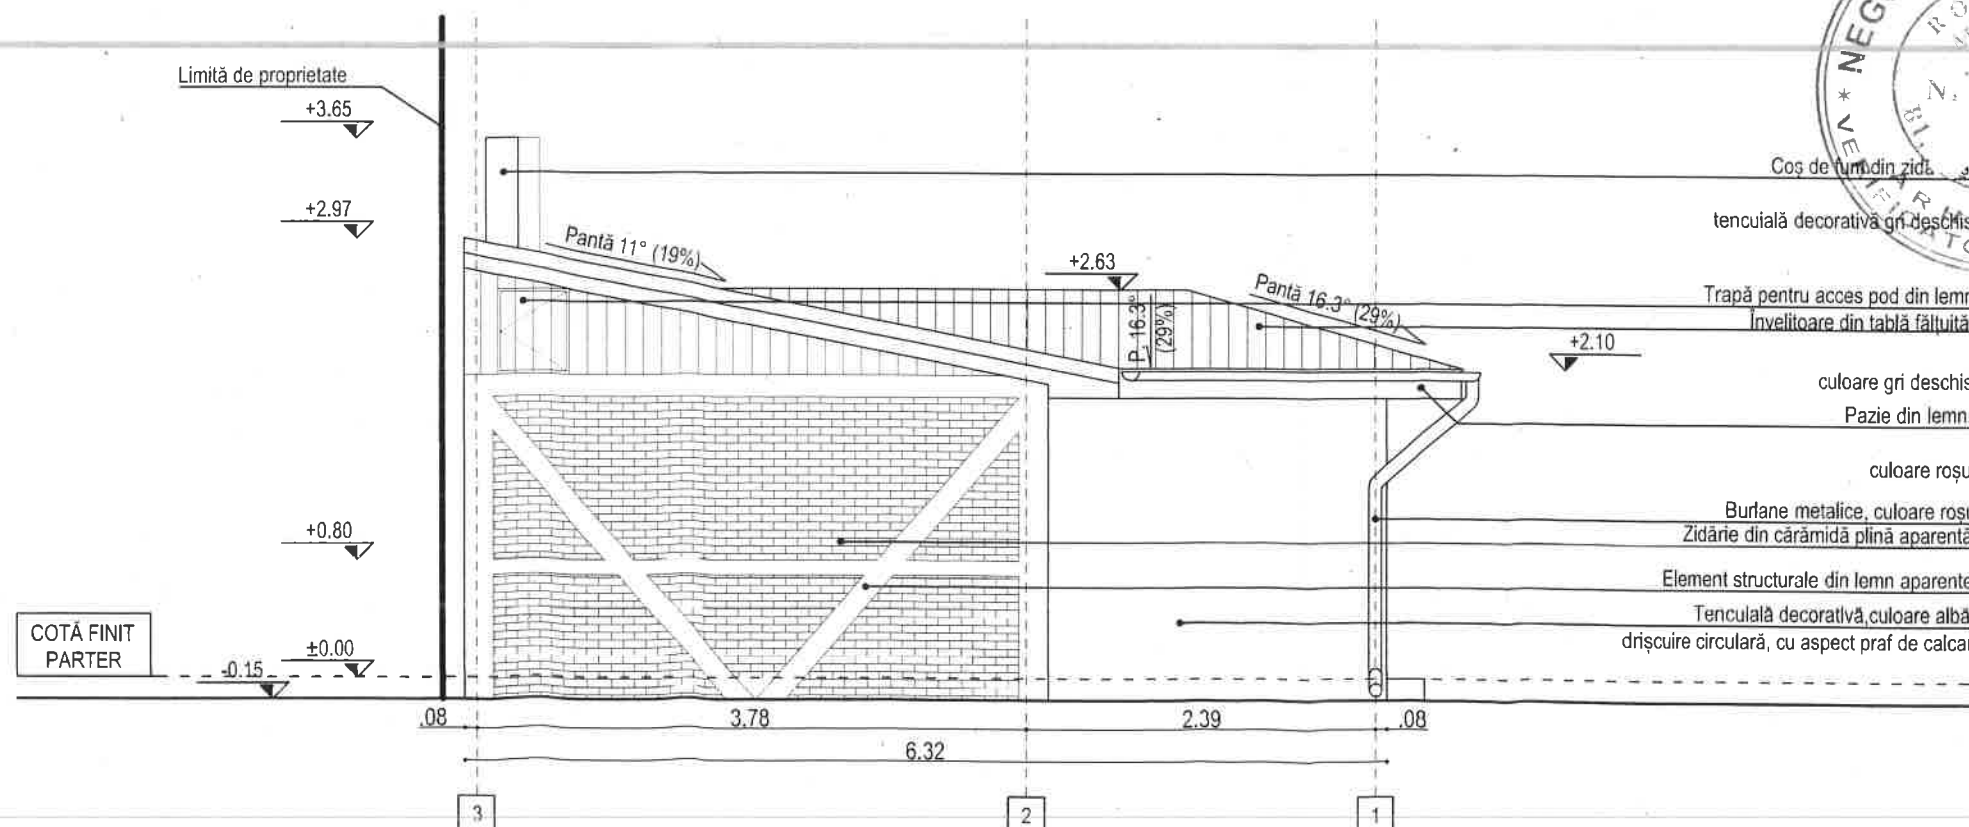 Limită de proprietate
+3.65
+2.97
Pantă 11° (19%)
+2.63
P. 16.3°
(29%)
Pantă 16.3° (29%)
+2.10
+0.80
COTĂ FINIT
PARTER
±0.00
-0.15
Coș de fum din
tencuială decorativă gri deschis
Trapă pentru acces pod din lemn
Învelitoare din tablă fălțuită
culoare gri deschis
Pazie din lemn
culoare roșu
Burlane metalice, culoare roșu
Zidărie din cărămidă plină aparentă
Element structurale din lemn aparente
Tencuială decorativă,culoare albă
drișcuire circulară, cu aspect praf de calcar
.08
3.78
2.39
.08
6.32
3
2
1